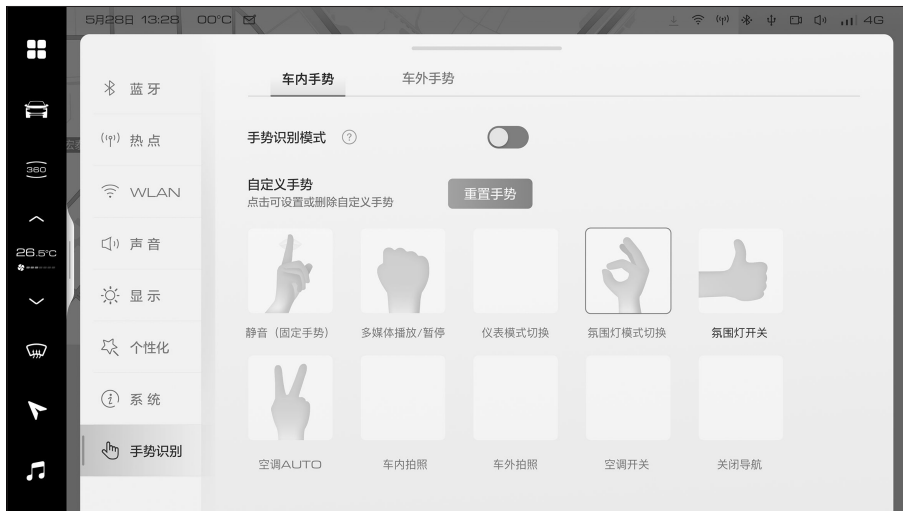 5月28日 13:28 00°C
4G
车内手势 车外手势
蓝牙
手势识别模式 ?
热点
360
自定义手势
重置手势
点击可设置或删除自定义手势
WLAN
声音
26.5°C
显示
静音（固定手势） 多媒体播放/暂停 仪表模式切换 氛围灯模式切换 氛围灯开关
个性化
系统
手势识别
空调AUTO 车内拍照 车外拍照 空调开关 关闭导航